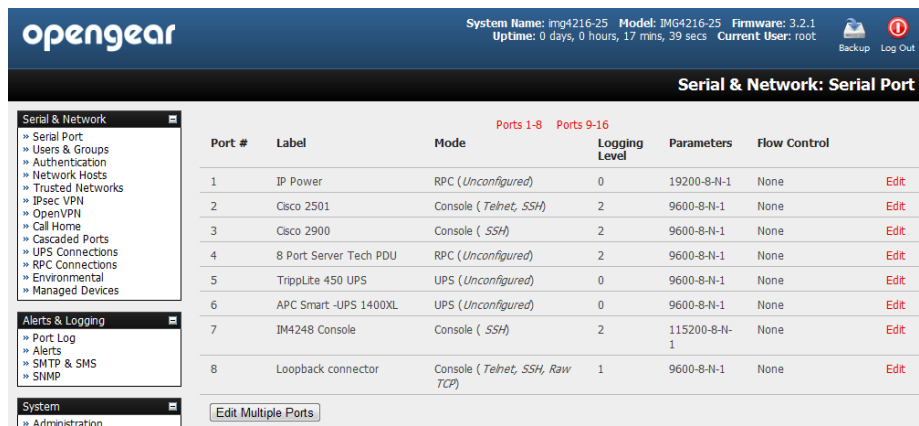 opengear
System Name: img4216-25 Model: IMG4216-25 Firmware: 3.2.1
Uptime: 0 days, 0 hours, 17 mins, 39 secs Current User: root
Backup Log Out
Serial & Network: Serial Port
Serial & Network
» Serial Port
» Users & Groups
» Authentication
» Network Hosts
» Trusted Networks
» IPsec VPN
» OpenVPN
» Call Home
» Cascaded Ports
» UPS Connections
» RPC Connections
» Environmental
» Managed Devices
Alerts & Logging
» Port Log
» Alerts
» SMTP & SMS
» SNMP
System
» Administration
Ports 1-8 Ports 9-16
Port # Label Mode Logging Level Parameters Flow Control
1 IP Power RPC (Unconfigured) 0 19200-8-N-1 None Edit
2 Cisco 2501 Console ( Telnet, SSH) 2 9600-8-N-1 None Edit
3 Cisco 2900 Console ( SSH) 2 9600-8-N-1 None Edit
4 8 Port Server Tech PDU RPC (Unconfigured) 2 9600-8-N-1 None Edit
5 TrippLite 450 UPS UPS (Unconfigured) 0 9600-8-N-1 None Edit
6 APC Smart -UPS 1400XL UPS (Unconfigured) 0 9600-8-N-1 None Edit
7 IM4248 Console Console ( SSH) 2 115200-8-N-1 None Edit
8 Loopback connector Console ( Telnet, SSH, Raw TCP) 1 9600-8-N-1 None Edit
Edit Multiple Ports